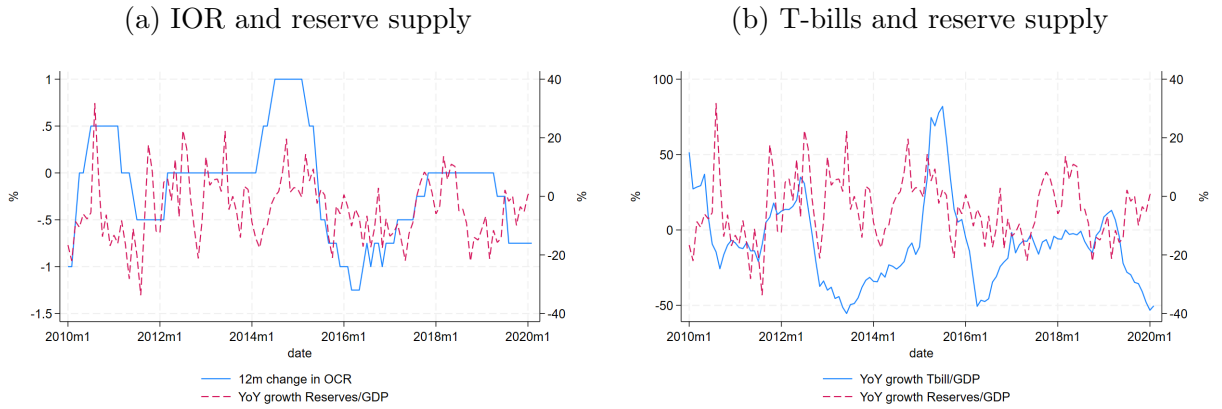 (a) IOR and reserve supply
1
.5
0
-.5
-1
-1.5
%
40
20
0
-20
-40
%
2010m1 2012m1 2014m1 2016m1 2018m1 2020m1
date
12m change in OCR
YoY growth Reserves/GDP
(b) T-bills and reserve supply
100
50
0
-50
%
40
20
0
-20
-40
%
2010m1 2012m1 2014m1 2016m1 2018m1 2020m1
date
YoY growth Tbill/GDP
YoY growth Reserves/GDP